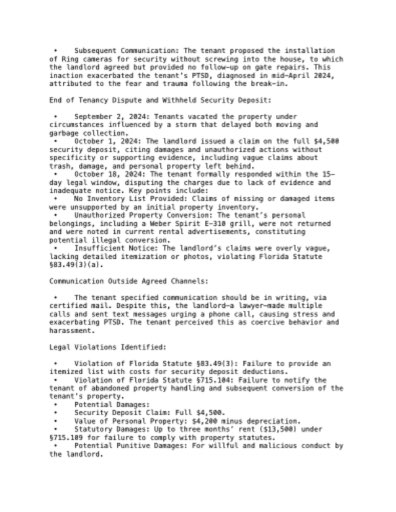 • Subsequent Communication: The tenant proposed the installation
of Ring cameras for security without screwing into the house, to which
the landlord agreed but provided no follow-up on gate repairs. This
inaction exacerbated the tenant's PTSD, diagnosed in mid-April 2024,
attributed to the fear and trauma following the break-in.
End of Tenancy Dispute and Withheld Security Deposit:
• September 2, 2024: Tenants vacated the property under
circumstances influenced by a storm that delayed both moving and
garbage collection.
• October 1, 2024: The landlord issued a claim on the full $4,500
security deposit, citing damages and unauthorized actions without
specificity or supporting evidence, including vague claims about
trash, damage, and personal property left behind.
• October 18, 2024: The tenant formally responded within the 15-
day legal window, disputing the charges due to lack of evidence and
inadequate notice. Key points include:
• No Inventory List Provided: Claims of missing or damaged items
were unsupported by an initial property inventory.
• Unauthorized Property Conversion: The tenant's personal
belongings, including a Weber Spirit E-310 grill, were not returned
and were noted in current rental advertisements, constituting
potential illegal conversion.
• Insufficient Notice: The landlord's claims were overly vague,
lacking detailed itemization or photos, violating Florida Statute
§83.49(3)(a).
Communication Outside Agreed Channels:
• The tenant specified communication should be in writing, via
certified mail. Despite this, the landlord—a lawyer—made multiple
calls and sent text messages urging a phone call, causing stress and
exacerbating PTSD. The tenant perceived this as coercive behavior and
harassment.
Legal Violations Identified:
• Violation of Florida Statute §83.49(3): Failure to provide an
itemized list with costs for security deposit deductions.
• Violation of Florida Statute §715.104: Failure to notify the
tenant of abandoned property handling and subsequent conversion of the
tenant's property.
• Potential Damages:
• Security Deposit Claim: Full $4,500.
• Value of Personal Property: $4,200 minus depreciation.
• Statutory Damages: Up to three months' rent ($13,500) under
§715.109 for failure to comply with property statutes.
• Potential Punitive Damages: For willful and malicious conduct by
the landlord.